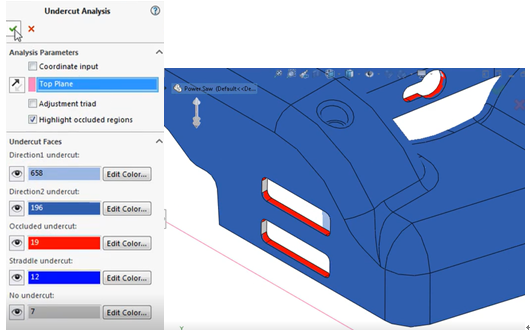 Undercut Analysis
Analysis Parameters
Coordinate input
Top Plane
Adjustment triad
Highlight occluded regions
Undercut Faces
Direction1 undercut:
658
Edit Color...
Direction2 undercut:
196
Edit Color...
Occluded undercut:
19
Edit Color...
Straddle undercut:
12
Edit Color...
No undercut:
7
Edit Color...
Power Saw (Default<<De...
Y